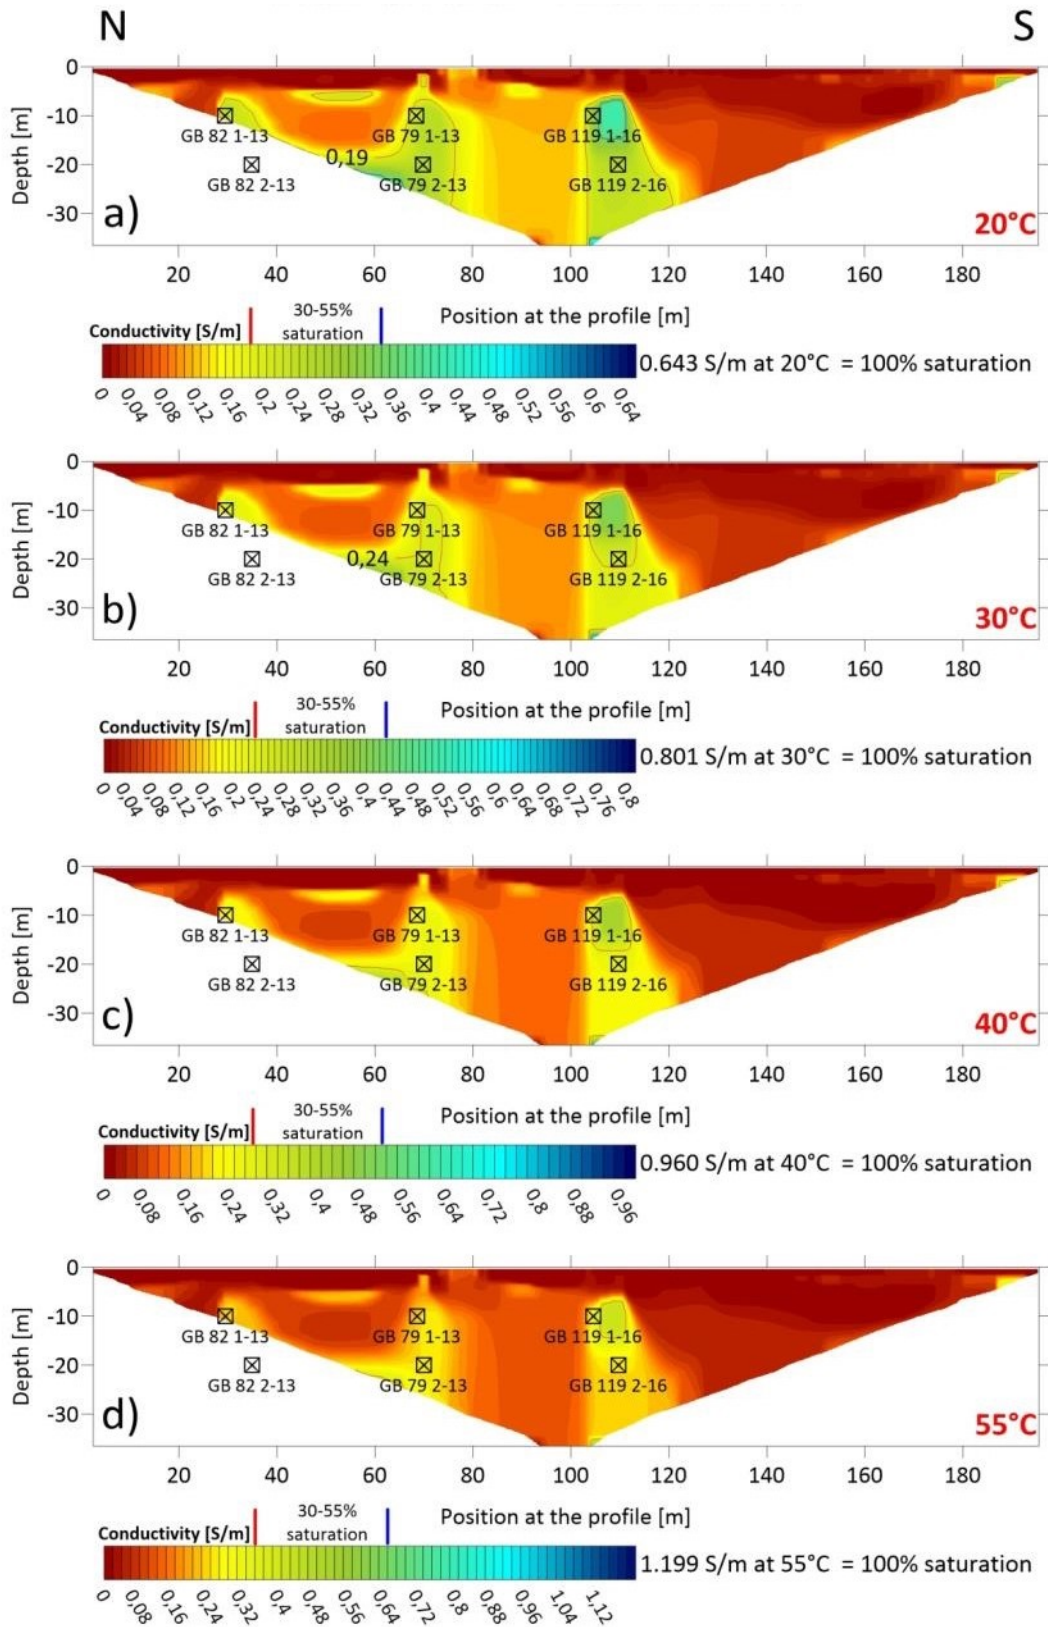 N S
0
-10
-20
-30
Depth [m]
GB 82 1-13 GB 79 1-13 GB 119 1-16
0,19
GB 82 2-13 GB 79 2-13 GB 119 2-16
a) 20°C
20 40 60 80 100 120 140 160 180
30-55% Position at the profile [m]
Conductivity [S/m] saturation
0.643 S/m at 20°C = 100% saturation
0 0,04 0,08 0,12 0,16 0,2 0,24 0,28 0,32 0,36 0,4 0,44 0,48 0,52 0,56 0,6 0,64
0
-10
-20
-30
Depth [m]
GB 82 1-13 GB 79 1-13 GB 119 1-16
0,24
GB 82 2-13 GB 79 2-13 GB 119 2-16
b) 30°C
20 40 60 80 100 120 140 160 180
30-55% Position at the profile [m]
Conductivity [S/m] saturation
0.801 S/m at 30°C = 100% saturation
0 0,04 0,08 0,12 0,16 0,2 0,24 0,28 0,32 0,36 0,4 0,44 0,48 0,52 0,56 0,6 0,64 0,68 0,72 0,76 0,8
0
-10
-20
-30
Depth [m]
GB 82 1-13 GB 79 1-13 GB 119 1-16
GB 82 2-13 GB 79 2-13 GB 119 2-16
c) 40°C
20 40 60 80 100 120 140 160 180
30-55% Position at the profile [m]
Conductivity [S/m] saturation
0.960 S/m at 40°C = 100% saturation
0 0,08 0,16 0,24 0,32 0,4 0,48 0,56 0,64 0,72 0,8 0,88 0,96
0
-10
-20
-30
Depth [m]
GB 82 1-13 GB 79 1-13 GB 119 1-16
GB 82 2-13 GB 79 2-13 GB 119 2-16
d) 55°C
20 40 60 80 100 120 140 160 180
30-55% Position at the profile [m]
Conductivity [S/m] saturation
1.199 S/m at 55°C = 100% saturation
0 0,08 0,16 0,24 0,32 0,4 0,48 0,56 0,64 0,72 0,8 0,88 0,96 1,04 1,12